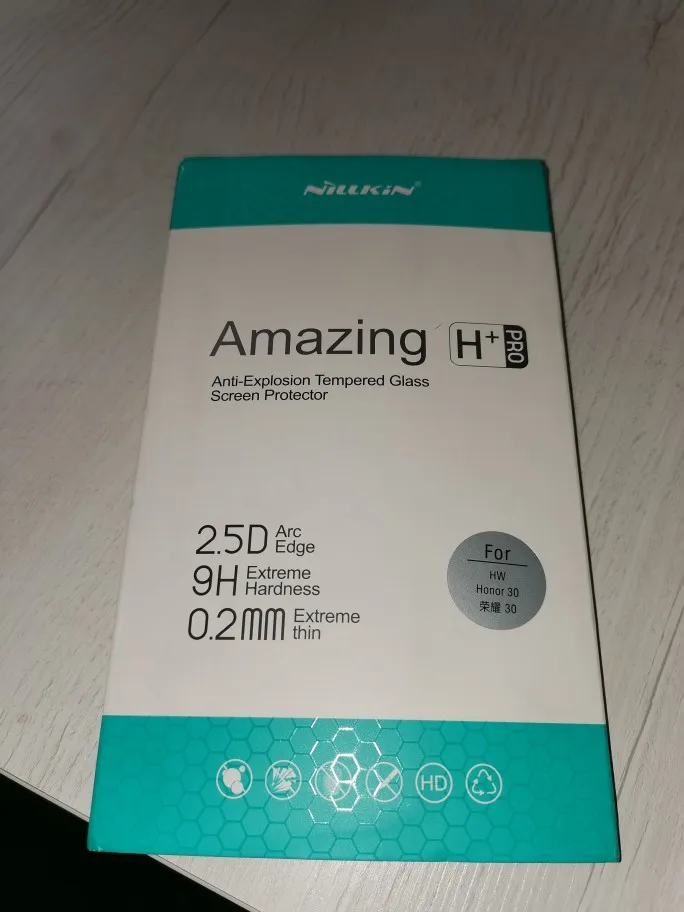 NILLKIN®
Amazing H+ PRO
Anti-Explosion Tempered Glass
Screen Protector
2.5D Arc Edge
9H Extreme Hardness
0.2MM Extreme thin
For
HW
Honor 30
荣耀 30
HD